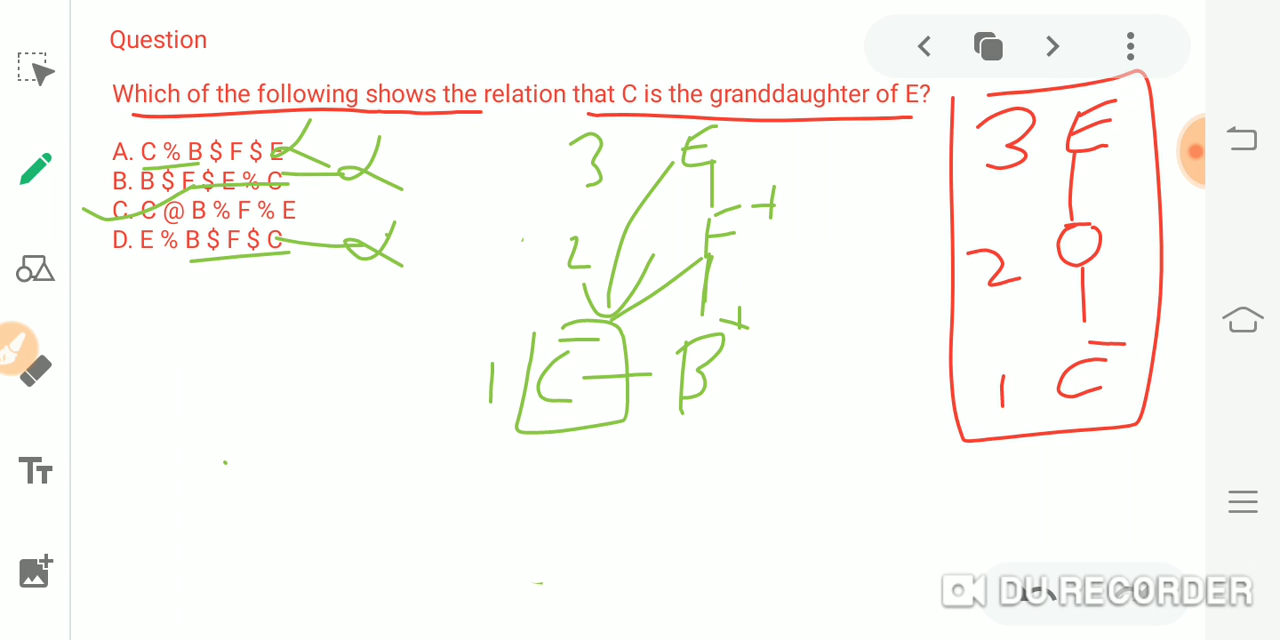 Question
Which of the following shows the relation that C is the granddaughter of E?
A. C % B $ F $ E
B. B $ F $ E % C
C. C @ B % F % E
D. E % B $ F $ C
3 E
F +
2
+
1 C — B
3 E
2
1 C
Tт
DU RECORDER